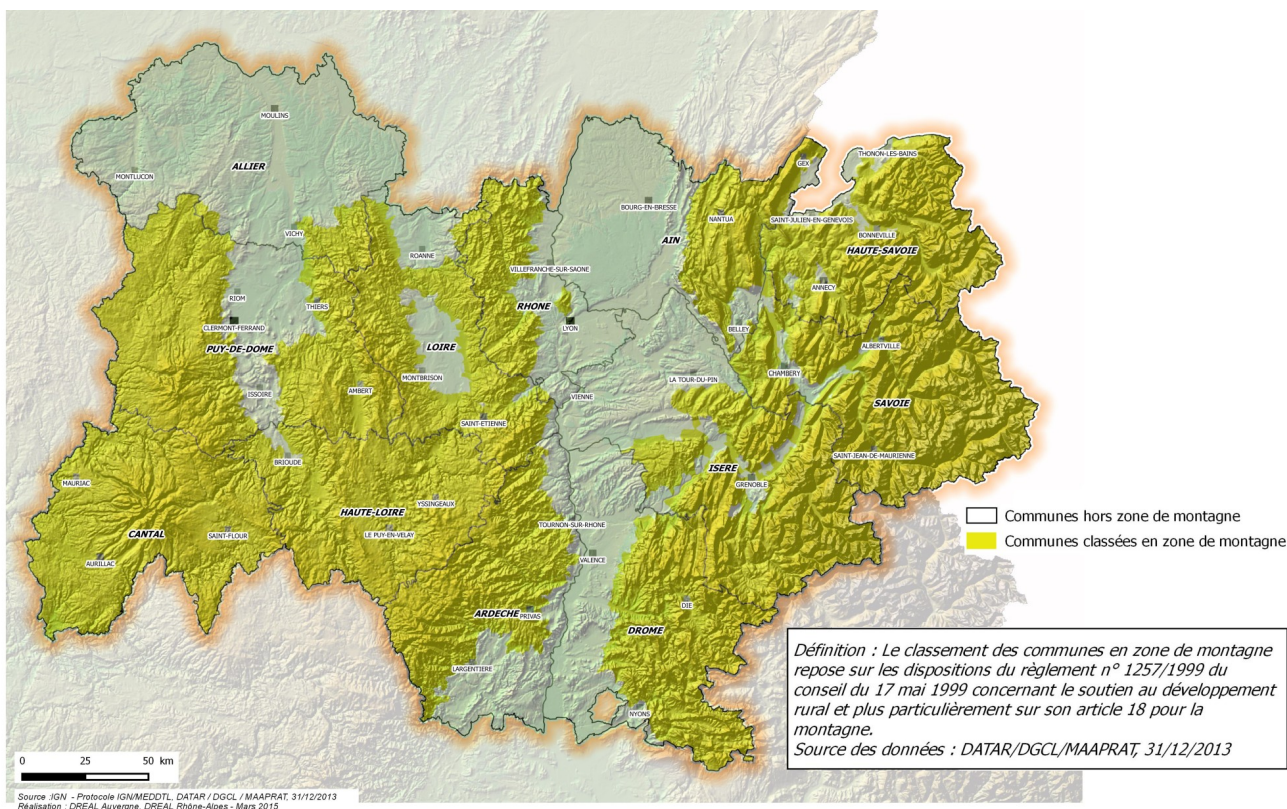 MOULINS
ALLIER
MONTLUCON
VICHY
ROANNE
RIOM
THIERS
CLERMONT-FERRAND
PUY-DE-DOME
LOIRE
MONTBRISON
ISSOIRE
AMBERT
SAINT-ETIENNE
BRIOUDE
MAURIAC
CANTAL
SAINT-FLOUR
AURILLAC
HAUTE-LOIRE
YSSINGEAUX
LE PUY-EN-VELAY
BOURG-EN-BRESSE
AIN
NANTUA
GEX
THONON-LES-BAINS
SAINT-JULIEN-EN-GENEVOIS
BONNEVILLE
HAUTE-SAVOIE
VILLEFRANCHE-SUR-SAONE
RHONE
LYON
ANNECY
BELLEY
ALBERTVILLE
CHAMBERY
LA TOUR-DU-PIN
VIENNE
SAVOIE
SAINT-JEAN-DE-MAURIENNE
ISERE
GRENOBLE
TOURNON-SUR-RHONE
VALENCE
ARDECHE
PRIVAS
DIE
DROME
LARGENTIERE
NYONS
Communes hors zone de montagne
Communes classées en zone de montagne
Définition : Le classement des communes en zone de montagne
repose sur les dispositions du règlement n° 1257/1999 du
conseil du 17 mai 1999 concernant le soutien au développement
rural et plus particulièrement sur son article 18 pour la
montagne.
Source des données : DATAR/DGCL/MAAPRAT, 31/12/2013
0 25 50 km
Source :IGN - Protocole IGN/MEDDTL, DATAR / DGCL / MAAPRAT, 31/12/2013
Réalisation : DREAL Auvergne, DREAL Rhône-Alpes - Mars 2015